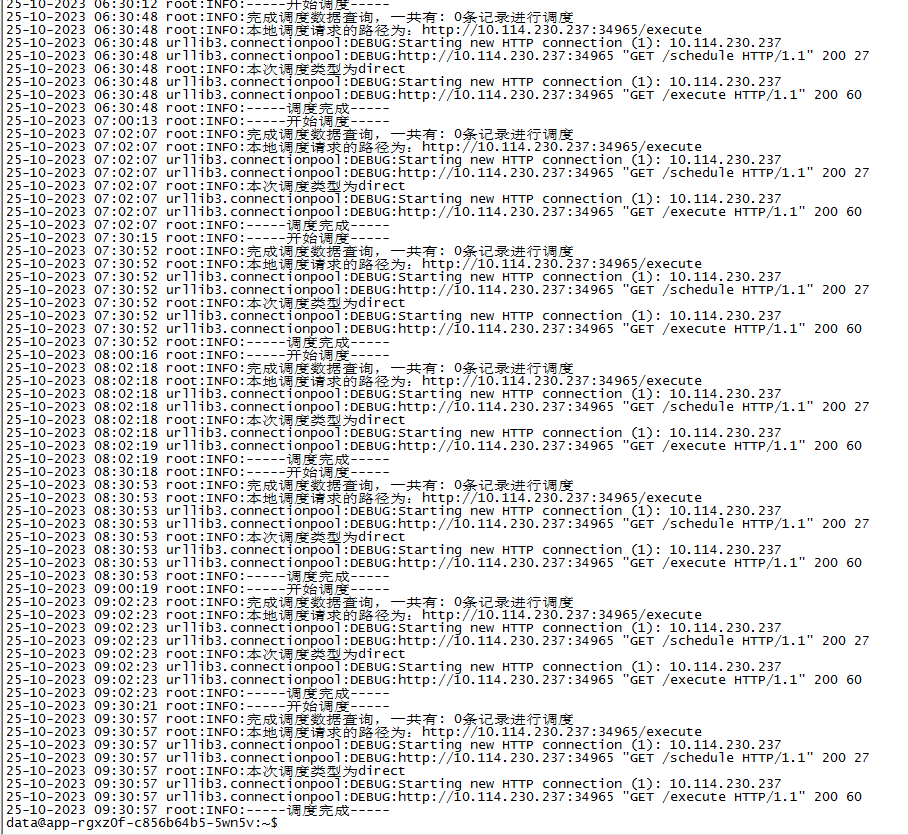 25-10-2023 06:30:12 root:INFO:-----开始调度-----
25-10-2023 06:30:48 root:INFO:完成调度数据查询，一共有: 0条记录进行调度
25-10-2023 06:30:48 root:INFO:本地调度请求的路径为: http://10.114.230.237:34965/execute
25-10-2023 06:30:48 urllib3.connectionpool:DEBUG:Starting new HTTP connection (1): 10.114.230.237
25-10-2023 06:30:48 urllib3.connectionpool:DEBUG:http://10.114.230.237:34965 "GET /schedule HTTP/1.1" 200 27
25-10-2023 06:30:48 root:INFO:本次调度类型为direct
25-10-2023 06:30:48 urllib3.connectionpool:DEBUG:Starting new HTTP connection (1): 10.114.230.237
25-10-2023 06:30:48 urllib3.connectionpool:DEBUG:http://10.114.230.237:34965 "GET /execute HTTP/1.1" 200 60
25-10-2023 06:30:48 root:INFO:-----调度完成-----
25-10-2023 07:00:13 root:INFO:-----开始调度-----
25-10-2023 07:02:07 root:INFO:完成调度数据查询，一共有: 0条记录进行调度
25-10-2023 07:02:07 root:INFO:本地调度请求的路径为: http://10.114.230.237:34965/execute
25-10-2023 07:02:07 urllib3.connectionpool:DEBUG:Starting new HTTP connection (1): 10.114.230.237
25-10-2023 07:02:07 urllib3.connectionpool:DEBUG:http://10.114.230.237:34965 "GET /schedule HTTP/1.1" 200 27
25-10-2023 07:02:07 root:INFO:本次调度类型为direct
25-10-2023 07:02:07 urllib3.connectionpool:DEBUG:Starting new HTTP connection (1): 10.114.230.237
25-10-2023 07:02:07 urllib3.connectionpool:DEBUG:http://10.114.230.237:34965 "GET /execute HTTP/1.1" 200 60
25-10-2023 07:02:07 root:INFO:-----调度完成-----
25-10-2023 07:30:15 root:INFO:-----开始调度-----
25-10-2023 07:30:52 root:INFO:完成调度数据查询，一共有: 0条记录进行调度
25-10-2023 07:30:52 root:INFO:本地调度请求的路径为: http://10.114.230.237:34965/execute
25-10-2023 07:30:52 urllib3.connectionpool:DEBUG:Starting new HTTP connection (1): 10.114.230.237
25-10-2023 07:30:52 urllib3.connectionpool:DEBUG:http://10.114.230.237:34965 "GET /schedule HTTP/1.1" 200 27
25-10-2023 07:30:52 root:INFO:本次调度类型为direct
25-10-2023 07:30:52 urllib3.connectionpool:DEBUG:Starting new HTTP connection (1): 10.114.230.237
25-10-2023 07:30:52 urllib3.connectionpool:DEBUG:http://10.114.230.237:34965 "GET /execute HTTP/1.1" 200 60
25-10-2023 07:30:52 root:INFO:-----调度完成-----
25-10-2023 08:00:16 root:INFO:-----开始调度-----
25-10-2023 08:02:18 root:INFO:完成调度数据查询，一共有: 0条记录进行调度
25-10-2023 08:02:18 root:INFO:本地调度请求的路径为: http://10.114.230.237:34965/execute
25-10-2023 08:02:18 urllib3.connectionpool:DEBUG:Starting new HTTP connection (1): 10.114.230.237
25-10-2023 08:02:18 urllib3.connectionpool:DEBUG:http://10.114.230.237:34965 "GET /schedule HTTP/1.1" 200 27
25-10-2023 08:02:18 root:INFO:本次调度类型为direct
25-10-2023 08:02:18 urllib3.connectionpool:DEBUG:Starting new HTTP connection (1): 10.114.230.237
25-10-2023 08:02:19 urllib3.connectionpool:DEBUG:http://10.114.230.237:34965 "GET /execute HTTP/1.1" 200 60
25-10-2023 08:02:19 root:INFO:-----调度完成-----
25-10-2023 08:30:18 root:INFO:-----开始调度-----
25-10-2023 08:30:53 root:INFO:完成调度数据查询，一共有: 0条记录进行调度
25-10-2023 08:30:53 root:INFO:本地调度请求的路径为: http://10.114.230.237:34965/execute
25-10-2023 08:30:53 urllib3.connectionpool:DEBUG:Starting new HTTP connection (1): 10.114.230.237
25-10-2023 08:30:53 urllib3.connectionpool:DEBUG:http://10.114.230.237:34965 "GET /schedule HTTP/1.1" 200 27
25-10-2023 08:30:53 root:INFO:本次调度类型为direct
25-10-2023 08:30:53 urllib3.connectionpool:DEBUG:Starting new HTTP connection (1): 10.114.230.237
25-10-2023 08:30:53 urllib3.connectionpool:DEBUG:http://10.114.230.237:34965 "GET /execute HTTP/1.1" 200 60
25-10-2023 08:30:53 root:INFO:-----调度完成-----
25-10-2023 09:00:19 root:INFO:-----开始调度-----
25-10-2023 09:02:23 root:INFO:完成调度数据查询，一共有: 0条记录进行调度
25-10-2023 09:02:23 root:INFO:本地调度请求的路径为: http://10.114.230.237:34965/execute
25-10-2023 09:02:23 urllib3.connectionpool:DEBUG:Starting new HTTP connection (1): 10.114.230.237
25-10-2023 09:02:23 urllib3.connectionpool:DEBUG:http://10.114.230.237:34965 "GET /schedule HTTP/1.1" 200 27
25-10-2023 09:02:23 root:INFO:本次调度类型为direct
25-10-2023 09:02:23 urllib3.connectionpool:DEBUG:Starting new HTTP connection (1): 10.114.230.237
25-10-2023 09:02:23 urllib3.connectionpool:DEBUG:http://10.114.230.237:34965 "GET /execute HTTP/1.1" 200 60
25-10-2023 09:02:23 root:INFO:-----调度完成-----
25-10-2023 09:30:21 root:INFO:-----开始调度-----
25-10-2023 09:30:57 root:INFO:完成调度数据查询，一共有: 0条记录进行调度
25-10-2023 09:30:57 root:INFO:本地调度请求的路径为: http://10.114.230.237:34965/execute
25-10-2023 09:30:57 urllib3.connectionpool:DEBUG:Starting new HTTP connection (1): 10.114.230.237
25-10-2023 09:30:57 urllib3.connectionpool:DEBUG:http://10.114.230.237:34965 "GET /schedule HTTP/1.1" 200 27
25-10-2023 09:30:57 root:INFO:本次调度类型为direct
25-10-2023 09:30:57 urllib3.connectionpool:DEBUG:Starting new HTTP connection (1): 10.114.230.237
25-10-2023 09:30:57 urllib3.connectionpool:DEBUG:http://10.114.230.237:34965 "GET /execute HTTP/1.1" 200 60
25-10-2023 09:30:57 root:INFO:-----调度完成-----
data@app-rgxz0f-c856b64b5-5wn5v:~$